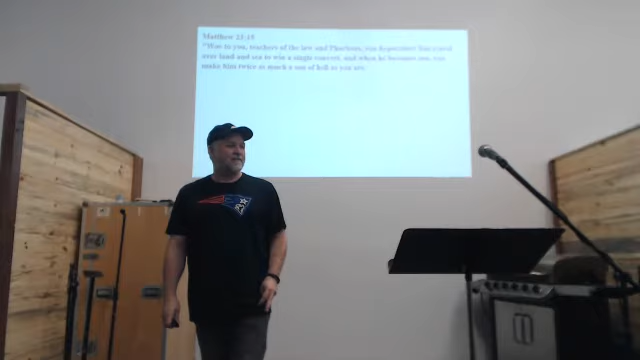 Matthew 23:15
"Woe to you, teachers of the law and Pharisees, you hypocrites! You travel
over land and sea to win a single convert, and when he becomes one, you
make him twice as much a son of hell as you are.